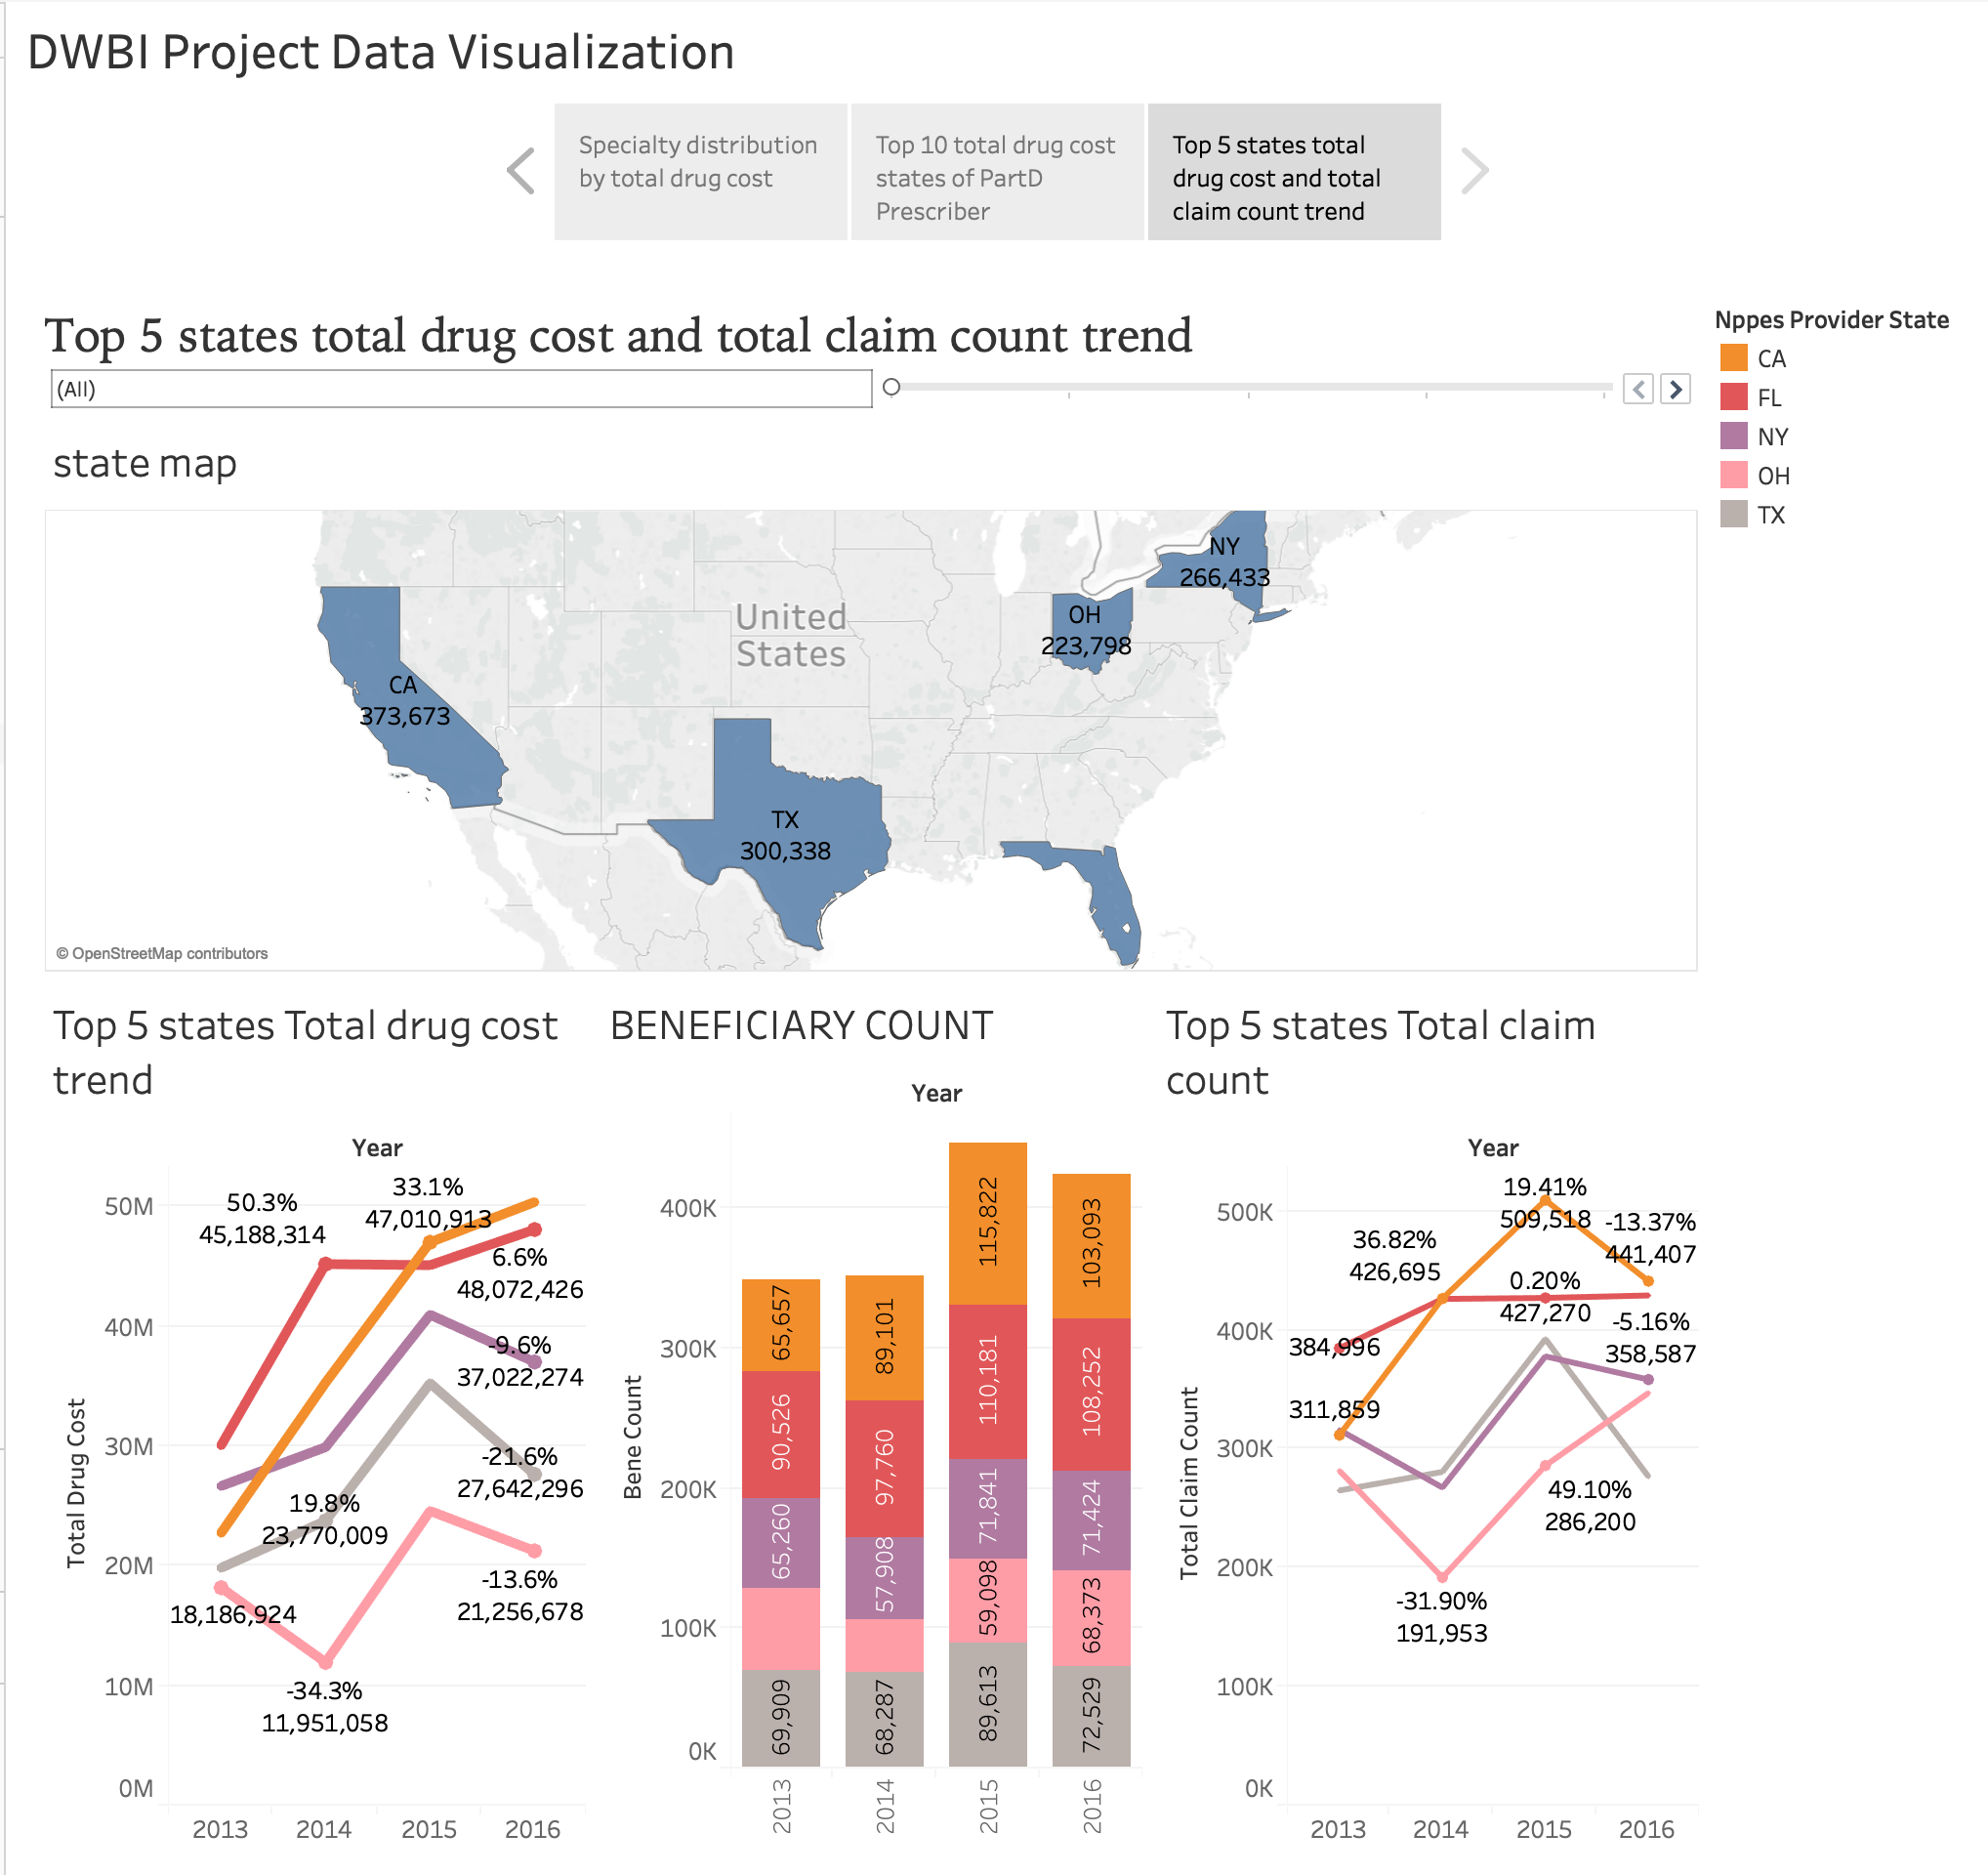 DWBI Project Data Visualization
Specialty distribution
by total drug cost
Top 10 total drug cost
states of PartD
Prescriber
Top 5 states total
drug cost and total
claim count trend
Top 5 states total drug cost and total claim count trend
(All)
Nppes Provider State
CA
FL
NY
OH
TX
state map
NY
266,433
OH
223,798
United
States
CA
373,673
TX
300,338
© OpenStreetMap contributors
Top 5 states Total drug cost
trend
Year
50M
40M
30M
20M
10M
0M
Total Drug Cost
50.3%
45,188,314
33.1%
47,010,913
6.6%
48,072,426
-9.6%
37,022,274
-21.6%
27,642,296
19.8%
23,770,009
18,186,924
-13.6%
21,256,678
-34.3%
11,951,058
2013
2014
2015
2016
BENEFICIARY COUNT
Year
400K
300K
200K
100K
0K
Bene Count
65,657
90,526
65,260
69,909
89,101
97,760
57,908
68,287
115,822
110,181
71,841
59,098
89,613
103,093
108,252
71,424
68,373
72,529
2013
2014
2015
2016
Top 5 states Total claim
count
Year
500K
400K
300K
200K
100K
0K
Total Claim Count
19.41%
509,518
-13.37%
441,407
36.82%
426,695
0.20%
427,270
-5.16%
358,587
384,996
311,859
49.10%
286,200
-31.90%
191,953
2013
2014
2015
2016